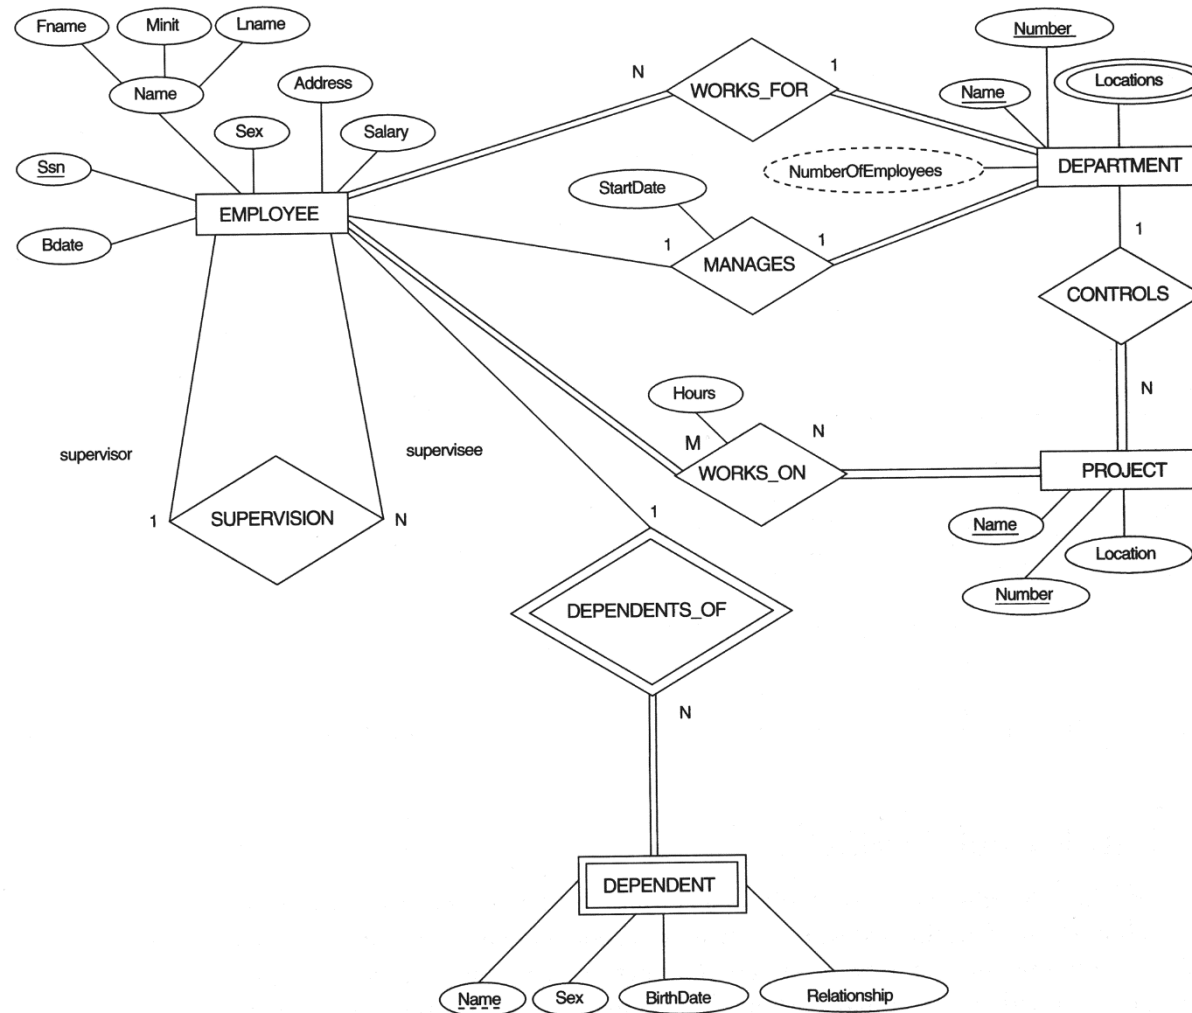 Fname
Minit
Lname
Number
Name
Address
N
1
WORKS_FOR
Name
Locations
Sex
Salary
Ssn
StartDate
NumberOfEmployees
DEPARTMENT
EMPLOYEE
Bdate
1
MANAGES
1
1
CONTROLS
Hours
N
M
N
supervisor
supervisee
WORKS_ON
PROJECT
1
SUPERVISION
N
1
Name
Location
Number
DEPENDENTS_OF
N
DEPENDENT
Name
Sex
BirthDate
Relationship